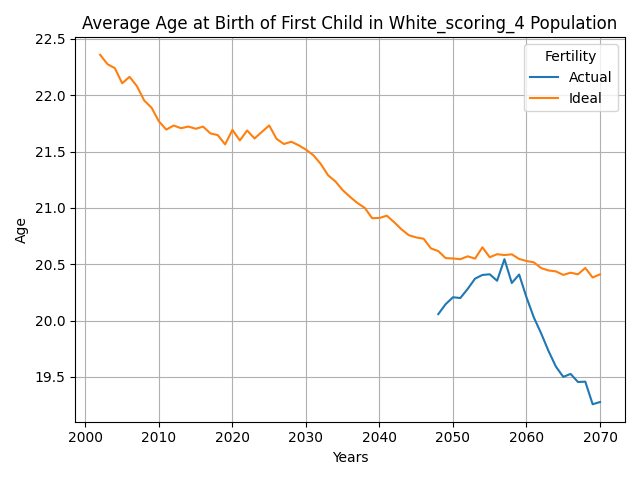 Average Age at Birth of First Child in White_scoring_4 Population
Fertility
Actual
Ideal
Age
22.5
22.0
21.5
21.0
20.5
20.0
19.5
2000 2010 2020 2030 2040 2050 2060 2070
Years